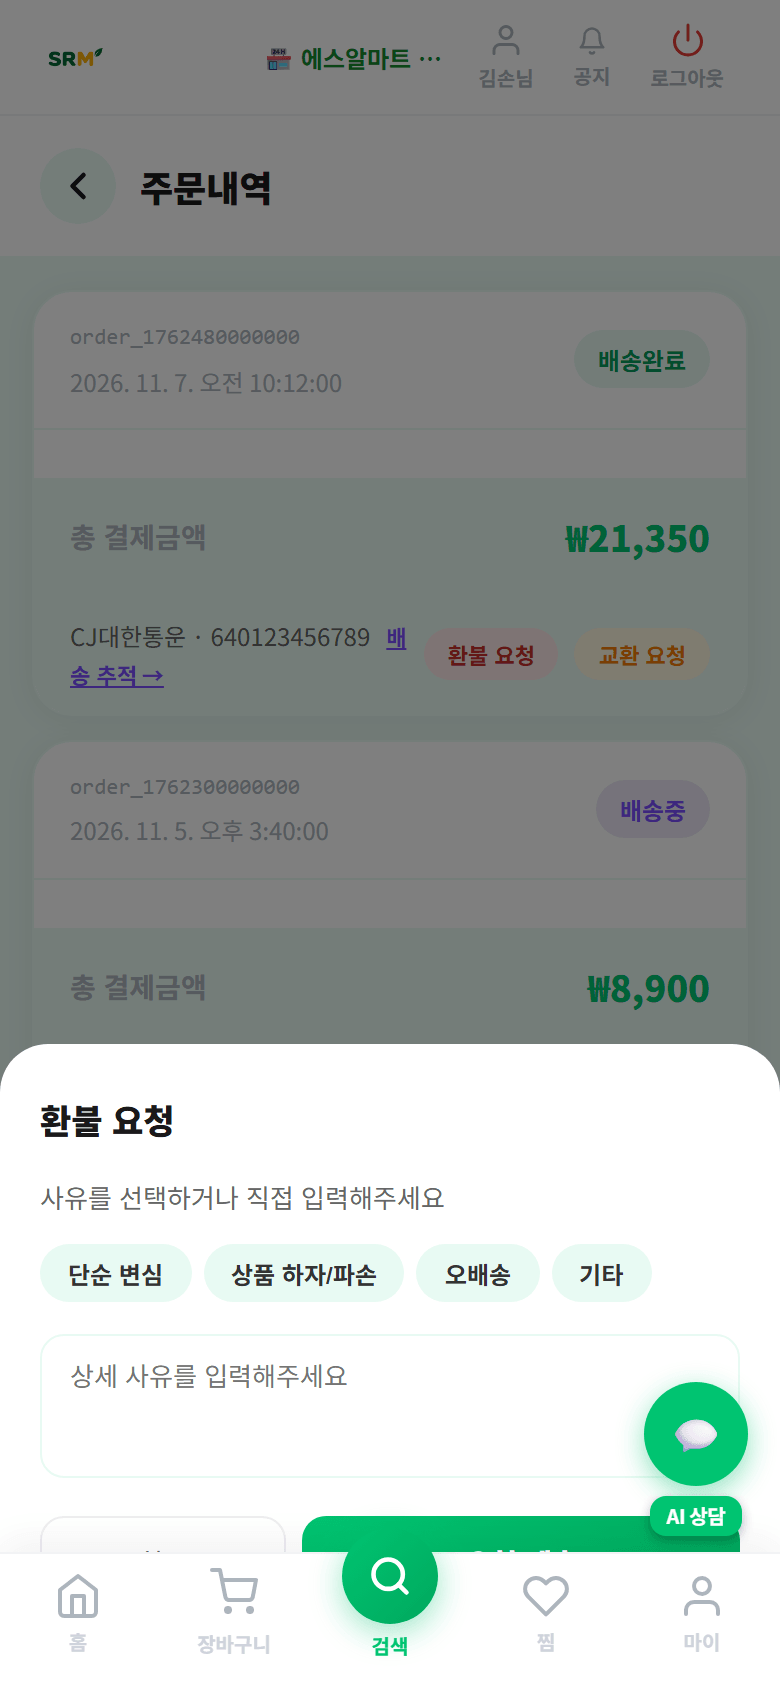 SRM
에스알마트 ···
김손님
공지
로그아웃
주문내역
order_1762480000000
2026. 11. 7. 오전 10:12:00
배송완료
총 결제금액
₩21,350
CJ대한통운 · 640123456789 배
송 추적 →
환불 요청
교환 요청
order_1762300000000
2026. 11. 5. 오후 3:40:00
배송중
총 결제금액
₩8,900
환불 요청
사유를 선택하거나 직접 입력해주세요
단순 변심
상품 하자/파손
오배송
기타
상세 사유를 입력해주세요
AI 상담
홈
장바구니
검색
찜
마이